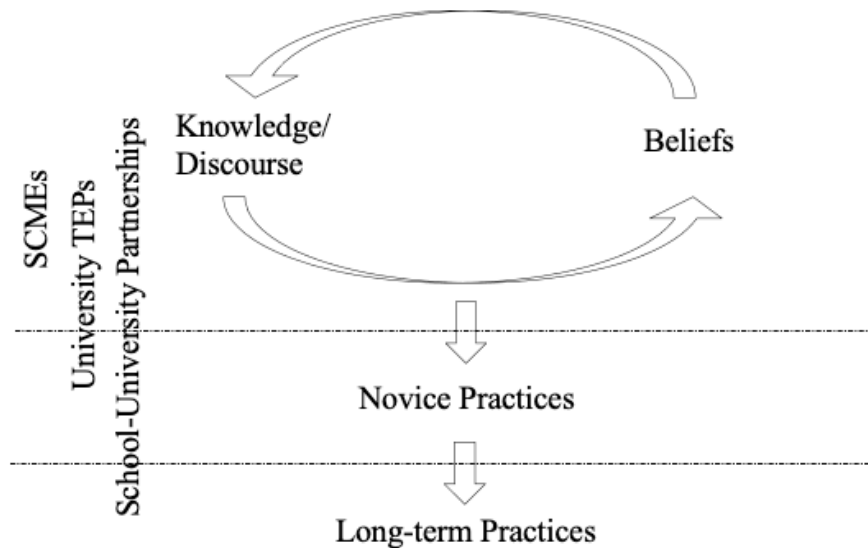 Knowledge/
Discourse
Beliefs
SCMEs
University TEPs
School-University Partnerships
Novice Practices
Long-term Practices